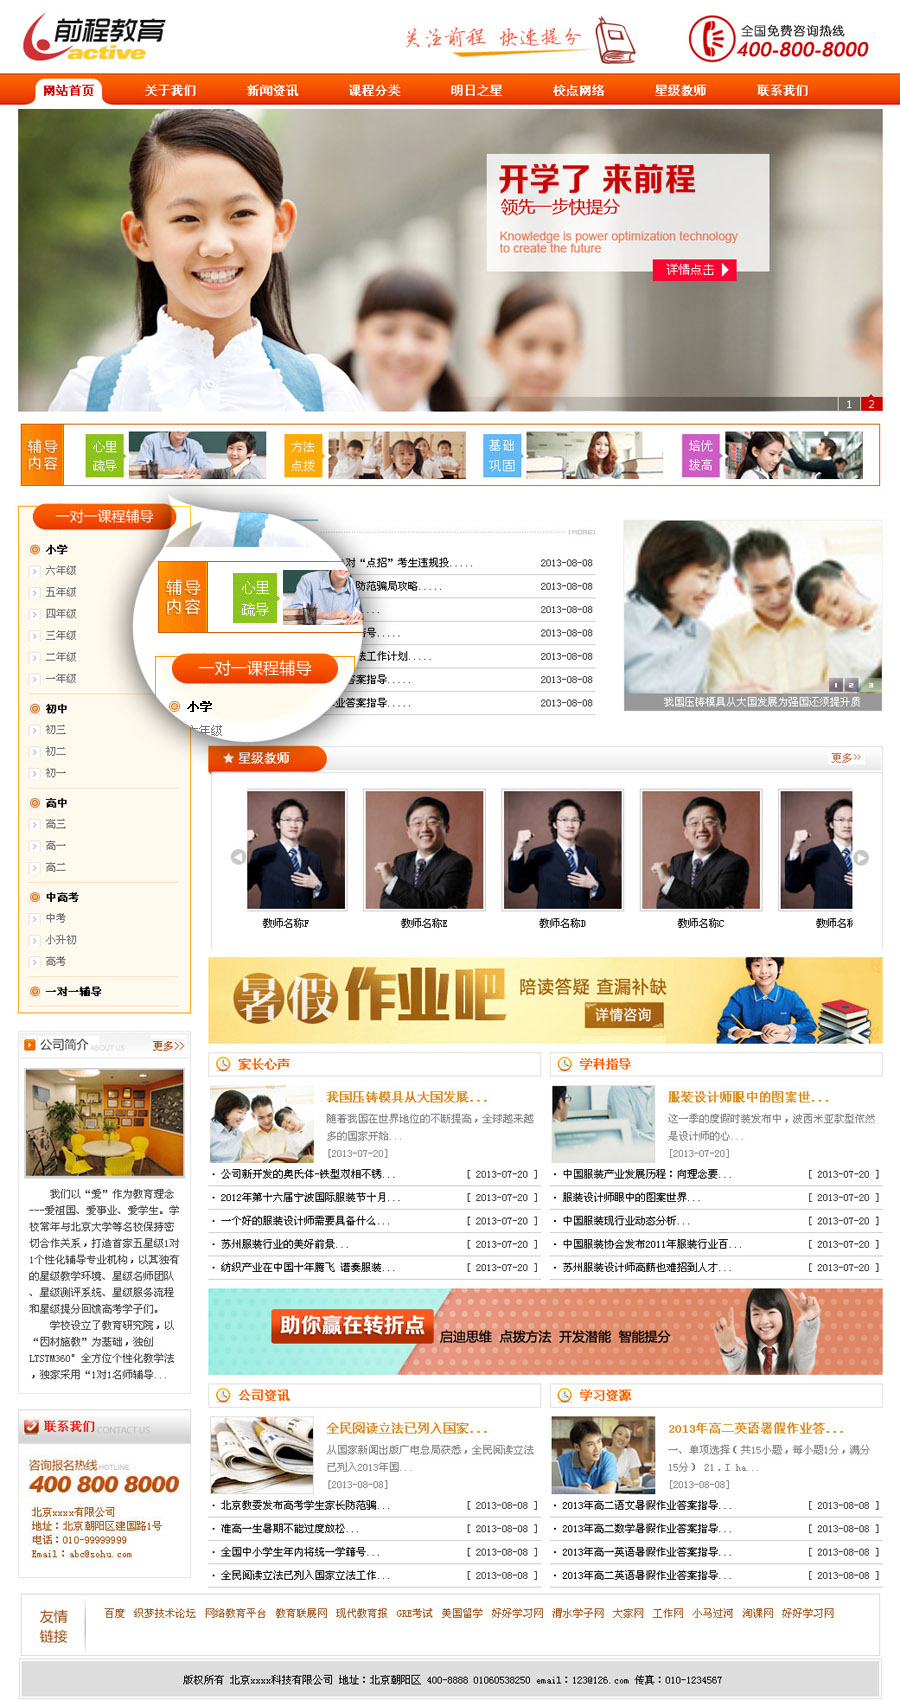 前程教育
active
关注前程 快速提分
全国免费咨询热线
400-800-8000
网站首页 关于我们 新闻资讯 课程分类 明日之星 校点网络 星级教师 联系我们
开学了 来前程
领先一步快提分
Knowledge is power optimization technology
to create the future
详情点击
1 2
辅导
内容
心里
疏导
方法
点拨
基础
巩固
培优
拔高
一对一课程辅导
小学
六年级
五年级
四年级
三年级
二年级
一年级
初中
初三
初二
初一
高中
高三
高一
高二
中高考
中考
小升初
高考
一对一辅导
辅导
内容
心里
疏导
一对一课程辅导
小学
六年级
(MORE)
对“点招”考生违规投..... 2013-08-08
防范骗局攻略..... 2013-08-08
... 2013-08-08
号..... 2013-08-08
法工作计划..... 2013-08-08
答案指导..... 2013-08-08
业答案指导..... 2013-08-08
1 2 3
我国压铸模具从大国发展为强国还须提升质
星级教师
更多>>
教师名称F 教师名称E 教师名称D 教师名称C 教师名称
暑假作业吧
陪读答疑 查漏补缺
详情咨询
公司简介 ABOUT US 更多>>
我们以“爱”作为教育理念
---爱祖国、爱事业、爱学生。学
校常年与北京大学等名校保持密
切合作关系，打造首家五星级1对
1个性化辅导专业机构，以其独有
的星级教学环境、星级名师团队
、星级测评系统、星级服务流程
和星级提分回馈高考学子们。
学校设立了教育研究院，以
“因材施教”为基础，独创
LTSTM360°全方位个性化教学法
，独家采用“1对1名师辅导...
家长心声
我国压铸模具从大国发展...
随著我国在世界地位的不断提高，全球越来越
多的国家开始...
[2013-07-20]
· 公司新开发的奥氏体-铁型双相不锈... [ 2013-07-20 ]
· 2012年第十六届宁波国际服装节十月... [ 2013-07-20 ]
· 一个好的服装设计师需要具备什么... [ 2013-07-20 ]
· 苏州服装行业的美好前景... [ 2013-07-20 ]
· 纺织产业在中国十年腾飞 谱奏服装... [ 2013-07-20 ]
学科指导
服装设计师眼中的图案世...
这一季的度假时装发布中，波西米亚款型依然
是设计师的心...
[2013-07-20]
· 中国服装产业发展历程：向理念要... [ 2013-07-20 ]
· 服装设计师眼中的图案世界... [ 2013-07-20 ]
· 中国服装现行业动态分析... [ 2013-07-20 ]
· 中国服装协会发布2011年服装行业百... [ 2013-07-20 ]
· 苏州服装设计师高薪也难招到人才... [ 2013-07-20 ]
助你赢在转折点
启迪思维 点拨方法 开发潜能 智能提分
联系我们 CONTACT US
咨询报名热线 HOTLINE
400 800 8000
北京xxxx有限公司
地址：北京朝阳区建国路1号
电话：010-99999999
Email：abc@sohu.com
公司资讯
全民阅读立法已列入国家...
从国家新闻出版广电总局获悉，全民阅读立法
已列入2013年国...
[2013-08-08]
· 北京教委发布高考学生家长防范骗... [ 2013-08-08 ]
· 准高一生暑期不能过度放松... [ 2013-08-08 ]
· 全国中小学生年内将统一学籍号... [ 2013-08-08 ]
· 全民阅读立法已列入国家立法工作... [ 2013-08-08 ]
学习资源
2013年高二英语暑假作业答...
一、单项选择（共15小题，每小题1分，满分
15分） 21．I ha...
[2013-08-08]
· 2013年高二语文暑假作业答案指导... [ 2013-08-08 ]
· 2013年高二数学暑假作业答案指导... [ 2013-08-08 ]
· 2013年高一英语暑假作业答案指导... [ 2013-08-08 ]
· 2013年高二英语暑假作业答案指导... [ 2013-08-08 ]
友情
链接
百度 织梦技术论坛 网络教育平台 教育联展网 现代教育报 GRE考试 美国留学 好好学习网 渭水学子网 大家网 工作网 小马过河 淘课网 好好学习网
版权所有 北京xxxx科技有限公司 地址：北京朝阳区 400-8888 01060538250 email：123@126.com 传真：010-1234567